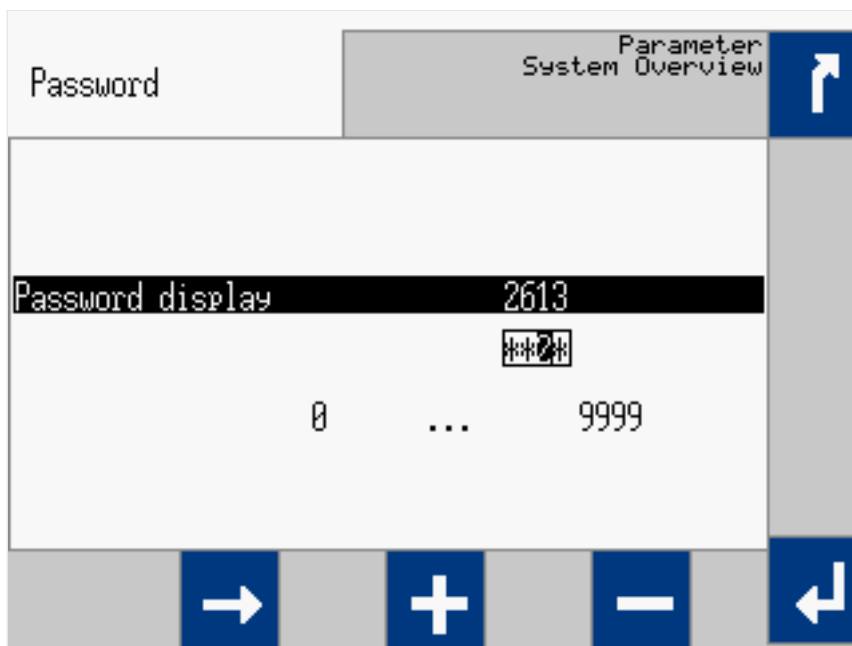 Password
Parameter
System Overview
Password display 2613
**0*
0 ... 9999